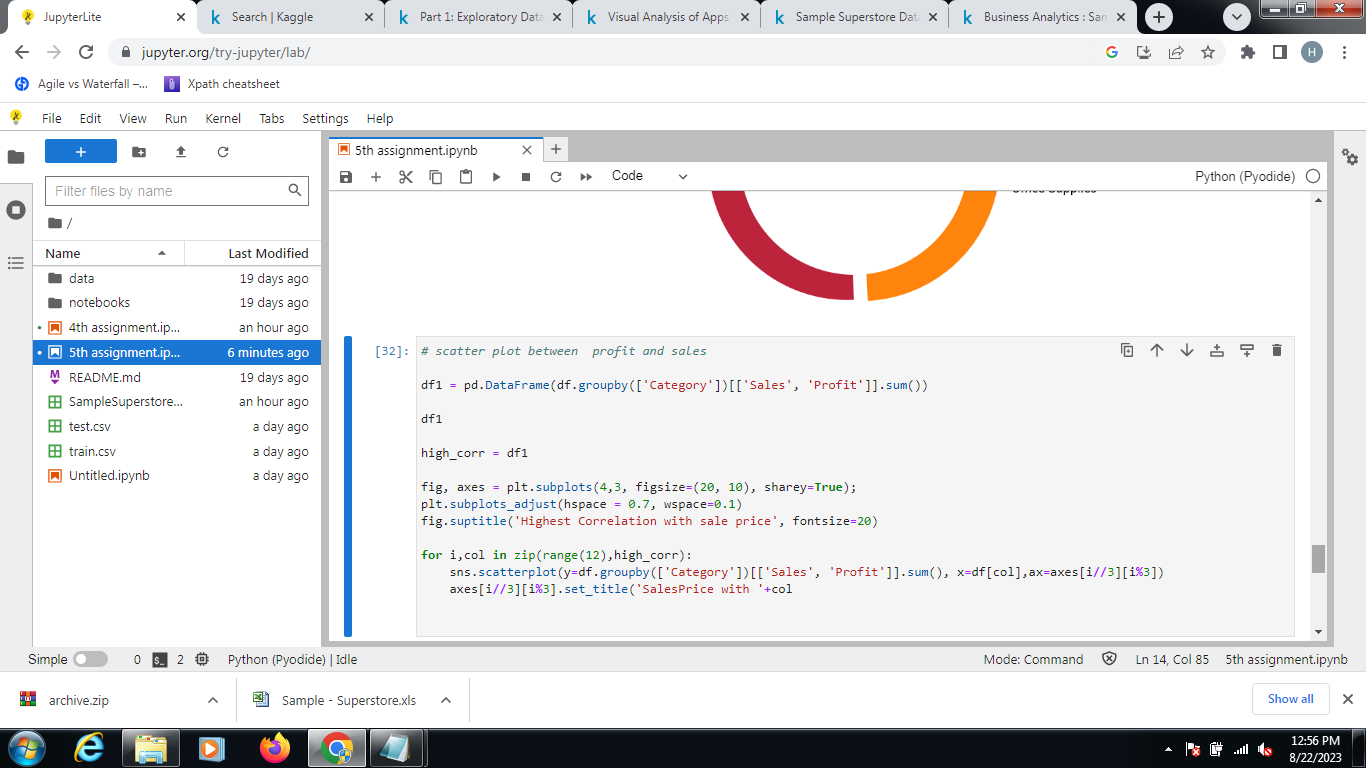 JupyterLite
Search | Kaggle
Part 1: Exploratory Data
Visual Analysis of Apps
Sample Superstore Data
Business Analytics : Sam
jupyter.org/try-jupyter/lab/
H
Agile vs Waterfall –...
Xpath cheatsheet
File Edit View Run Kernel Tabs Settings Help
5th assignment.ipynb
Code
Python (Pyodide)
Filter files by name
/
Name Last Modified
data 19 days ago
notebooks 19 days ago
4th assignment.ip... an hour ago
5th assignment.ip... 6 minutes ago
README.md 19 days ago
SampleSuperstore... an hour ago
test.csv a day ago
train.csv a day ago
Untitled.ipynb a day ago
Office Supplies
[32]:
# scatter plot between  profit and sales
df1 = pd.DataFrame(df.groupby(['Category'])[['Sales', 'Profit']].sum())
df1
high_corr = df1
fig, axes = plt.subplots(4,3, figsize=(20, 10), sharey=True);
plt.subplots_adjust(hspace = 0.7, wspace=0.1)
fig.suptitle('Highest Correlation with sale price', fontsize=20)
for i,col in zip(range(12),high_corr):
    sns.scatterplot(y=df.groupby(['Category'])[['Sales', 'Profit']].sum(), x=df[col],ax=axes[i//3][i%3])
    axes[i//3][i%3].set_title('SalesPrice with '+col
Simple 0 2 Python (Pyodide) | Idle Mode: Command Ln 14, Col 85 5th assignment.ipynb
archive.zip
Sample - Superstore.xls
Show all
12:56 PM
8/22/2023